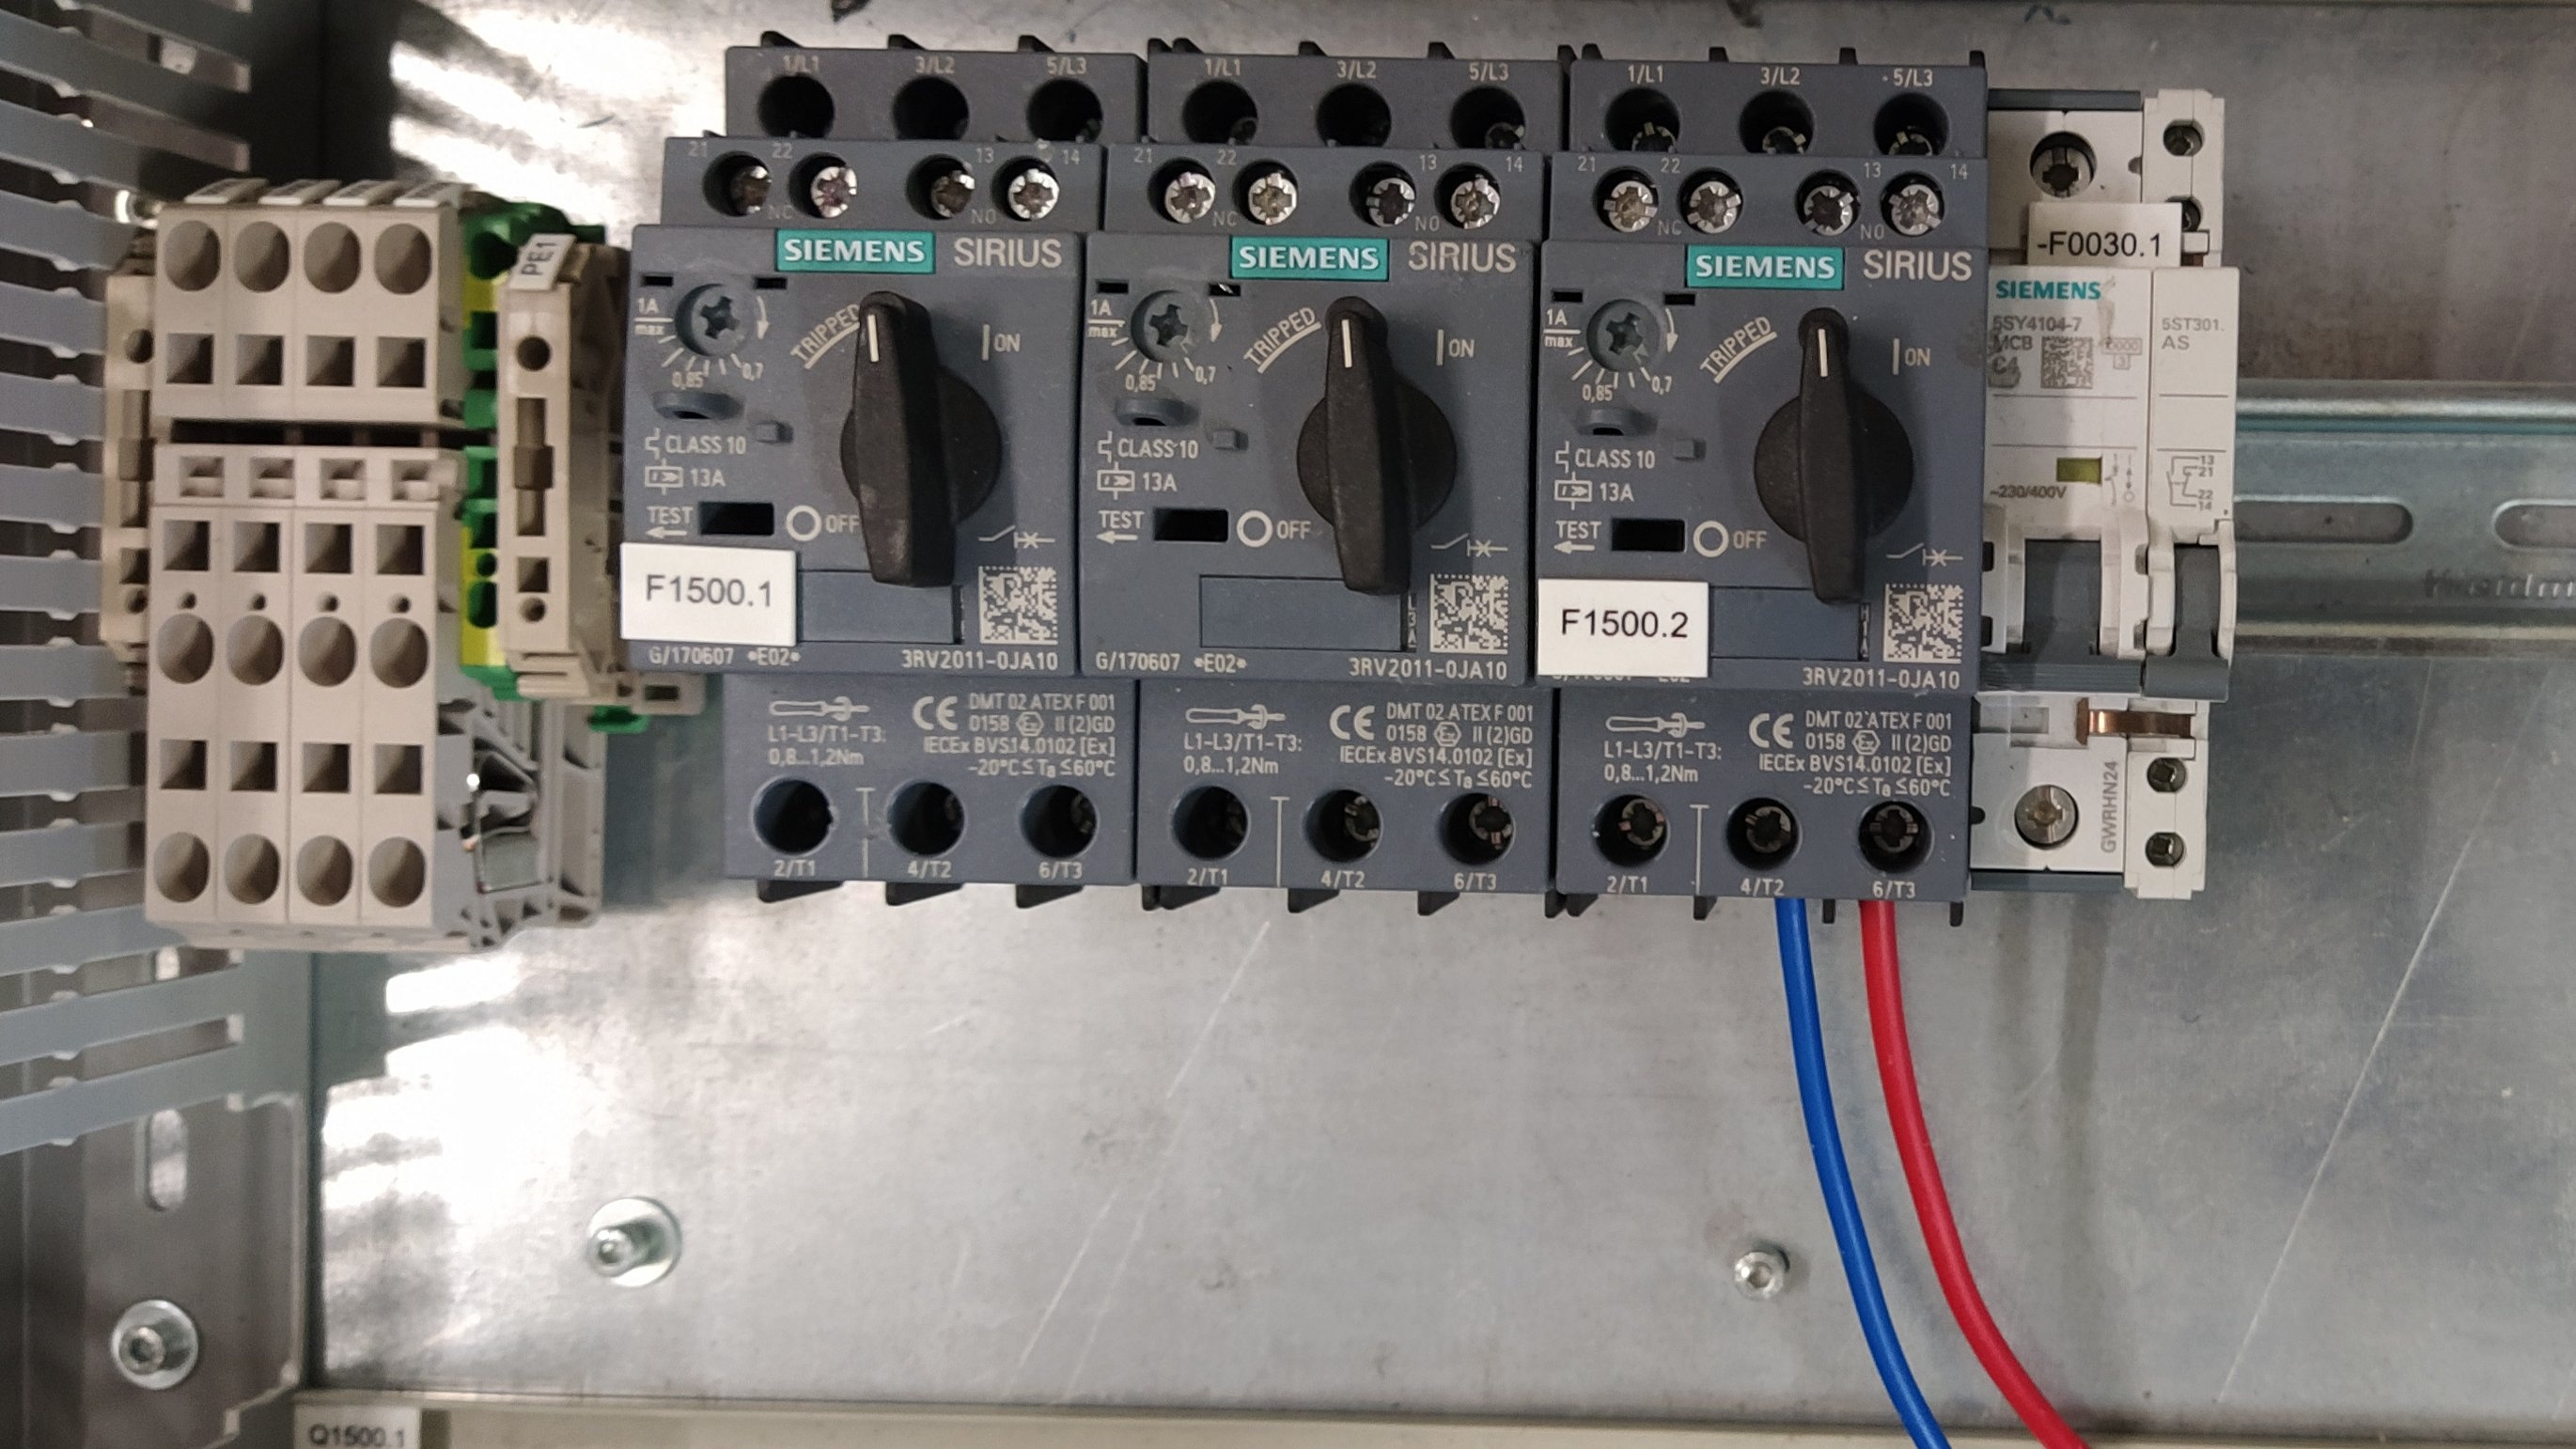 PE1
1/L1 3/L2 5/L3
21 22 13 14
NC NO
SIEMENS SIRIUS
1A
max
0,85 0,7
TRIPPED
ON
CLASS 10
13A
TEST
OFF
F1500.1
G/170607 *E02*
3RV2011-0JA10
L1-L3/T1-T3:
0,8...1,2Nm
CE DMT 02 ATEX F 001
0158 Ex II (2)GD
IECEx BVS14.0102 [Ex]
-20°C≤Ta≤60°C
2/T1 4/T2 6/T3
1/L1 3/L2 5/L3
21 22 13 14
NC NO
SIEMENS SIRIUS
1A
max
0,85 0,7
TRIPPED
ON
CLASS 10
13A
TEST
OFF
G/170607 *E02*
3RV2011-0JA10
L1-L3/T1-T3:
0,8...1,2Nm
CE DMT 02 ATEX F 001
0158 Ex II (2)GD
IECEx BVS14.0102 [Ex]
-20°C≤Ta≤60°C
2/T1 4/T2 6/T3
1/L1 3/L2 5/L3
21 22 13 14
NC NO
SIEMENS SIRIUS
1A
max
0,85 0,7
TRIPPED
ON
CLASS 10
13A
TEST
OFF
F1500.2
3RV2011-0JA10
L1-L3/T1-T3:
0,8...1,2Nm
CE DMT 02 ATEX F 001
0158 Ex II (2)GD
IECEx BVS14.0102 [Ex]
-20°C≤Ta≤60°C
2/T1 4/T2 6/T3
-F0030.1
SIEMENS
5SY4104-7
MCB
C4
~230/400V
5ST301.
AS
13
21
22
14
GWRHN24
Q1500.1